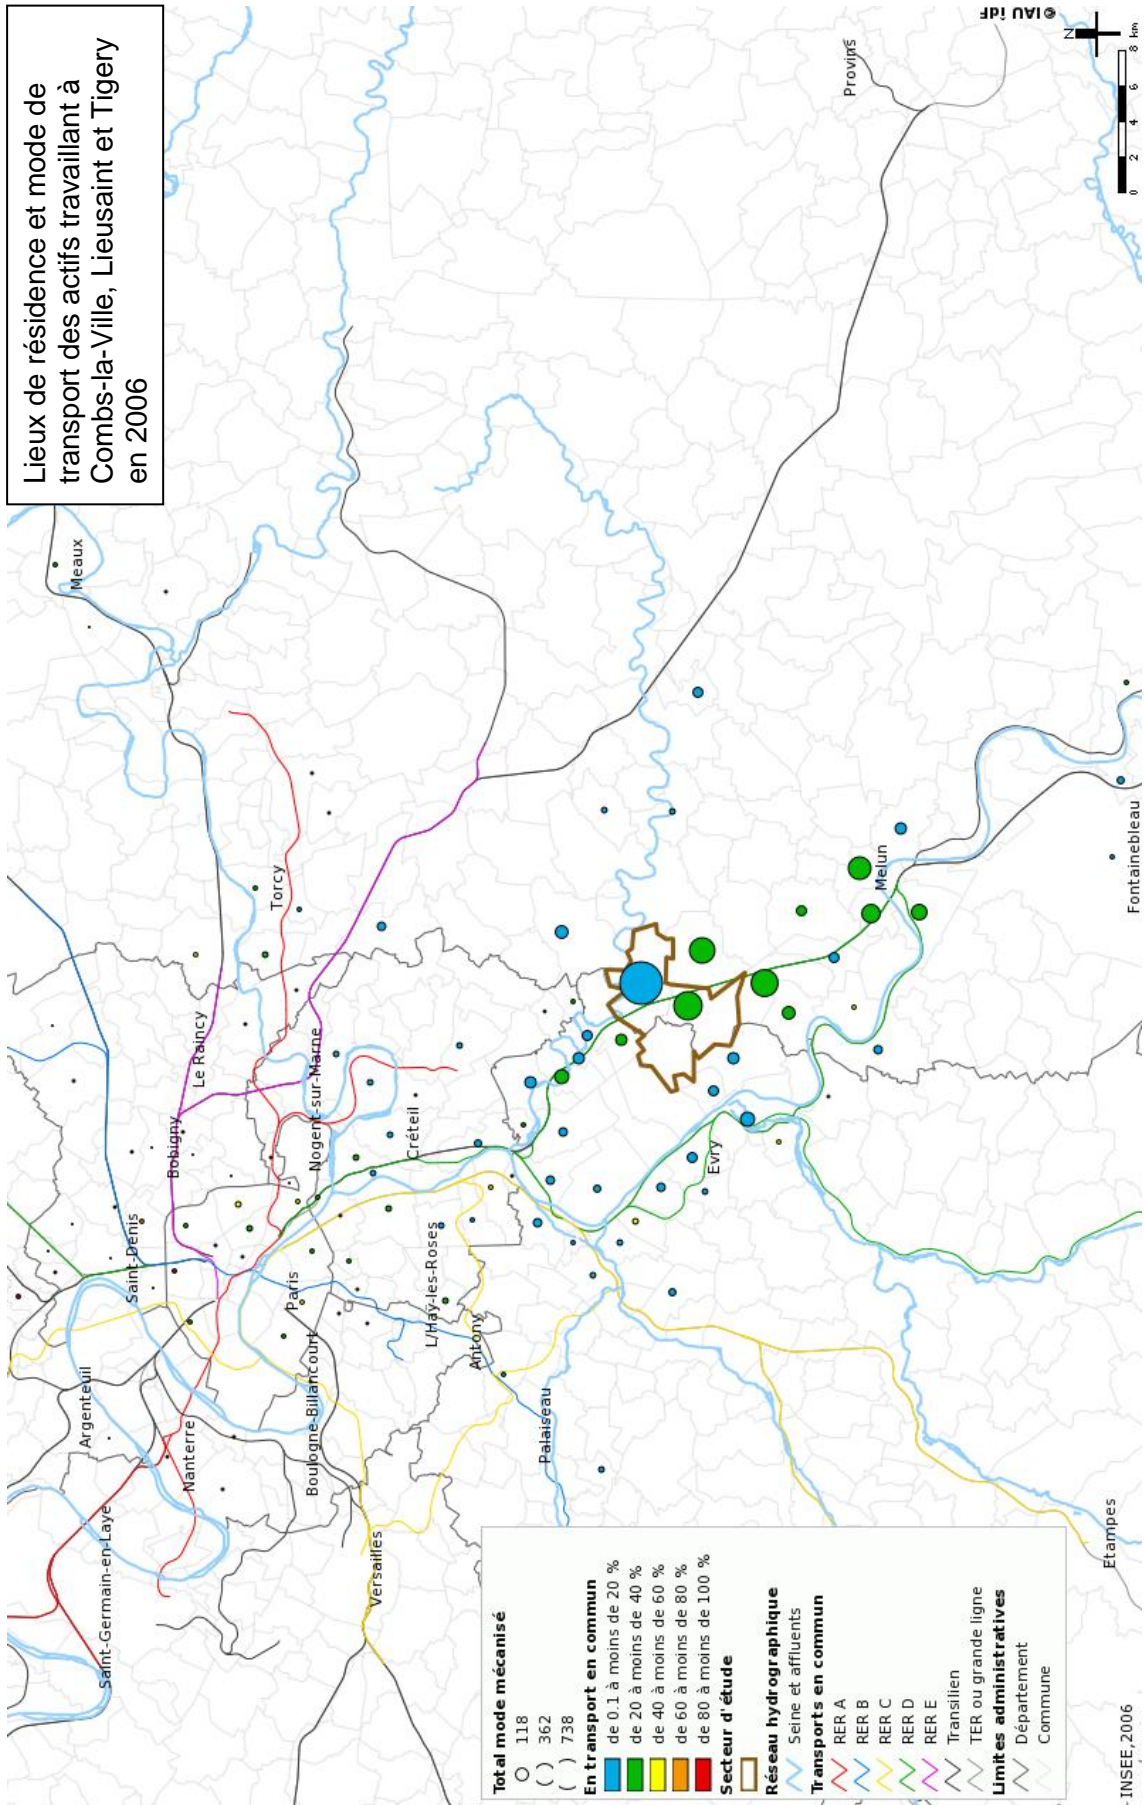 Lieux de résidence et mode de
transport des actifs travaillant à
Combs-la-Ville, Lieusaint et Tigery
en 2006
Meaux
Provins
Torcy
Le Raincy
Bobigny
Nogent-sur-Marne
Saint-Denis
Créteil
Paris
L'Haÿ-les-Roses
Antony
Argenteuil
Boulogne-Billancourt
Nanterre
Palaiseau
Saint-Germain-en-Laye
Versailles
Melun
Evry
Fontainebleau
Etampes
Total mode mécanisé
118
362
738
En transport en commun
de 0.1 à moins de 20 %
de 20 à moins de 40 %
de 40 à moins de 60 %
de 60 à moins de 80 %
de 80 à moins de 100 %
Secteur d'étude
Réseau hydrographique
Seine et affluents
Transports en commun
RER A
RER B
RER C
RER D
RER E
Transilien
TER ou grande ligne
Limites administratives
Département
Commune
- INSEE,2006
N
0 2 4 6 8 km
©IAU îdF